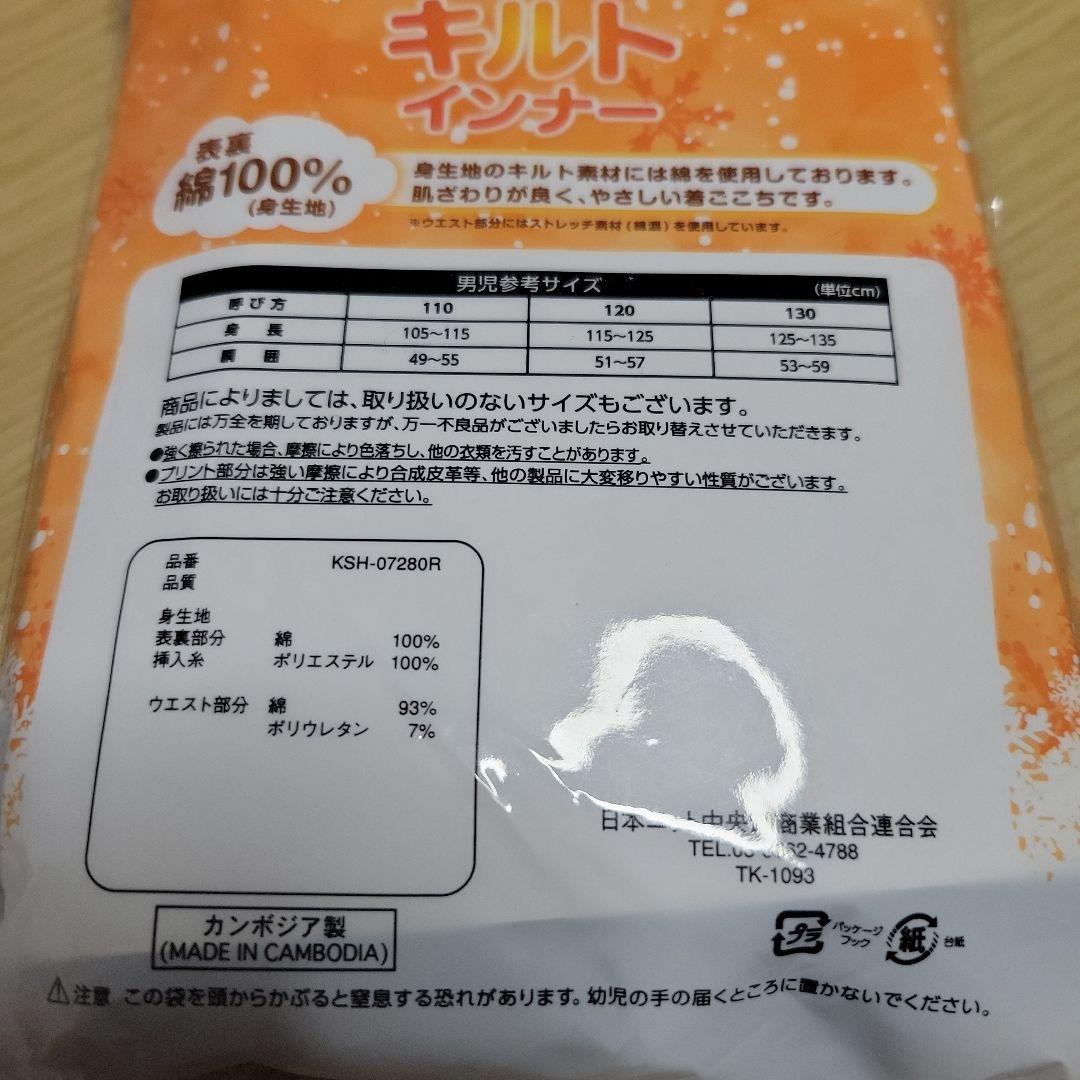 キルト
インナー
表裏
綿100%
(身生地)
身生地のキルト素材には綿を使用しております。
肌ざわりが良く、やさしい着ごこちです。
※ウエスト部分にはストレッチ素材(綿混)を使用しています。
男児参考サイズ (単位cm)
呼び方 110 120 130
身長 105〜115 115〜125 125〜135
胴囲 49〜55 51〜57 53〜59
商品によりましては、取り扱いのないサイズもございます。
製品には万全を期しておりますが、万一不良品がございましたらお取り替えさせていただきます。
●強く擦られた場合、摩擦により色落ちし、他の衣類を汚すことがあります。
●プリント部分は強い摩擦により合成皮革等、他の製品に大変移りやすい性質がございます。
お取り扱いには十分ご注意ください。
品番 KSH-07280R
品質
身生地
表裏部分 綿 100%
挿入糸 ポリエステル 100%
ウエスト部分 綿 93%
ポリウレタン 7%
日本 中央 商業組合連合会
TEL. 62-4788
TK-1093
カンボジア製
(MADE IN CAMBODIA)
プラ パッケージ
フック
紙 台紙
⚠注意 この袋を頭からかぶると窒息する恐れがあります。幼児の手の届くところに置かないでください。